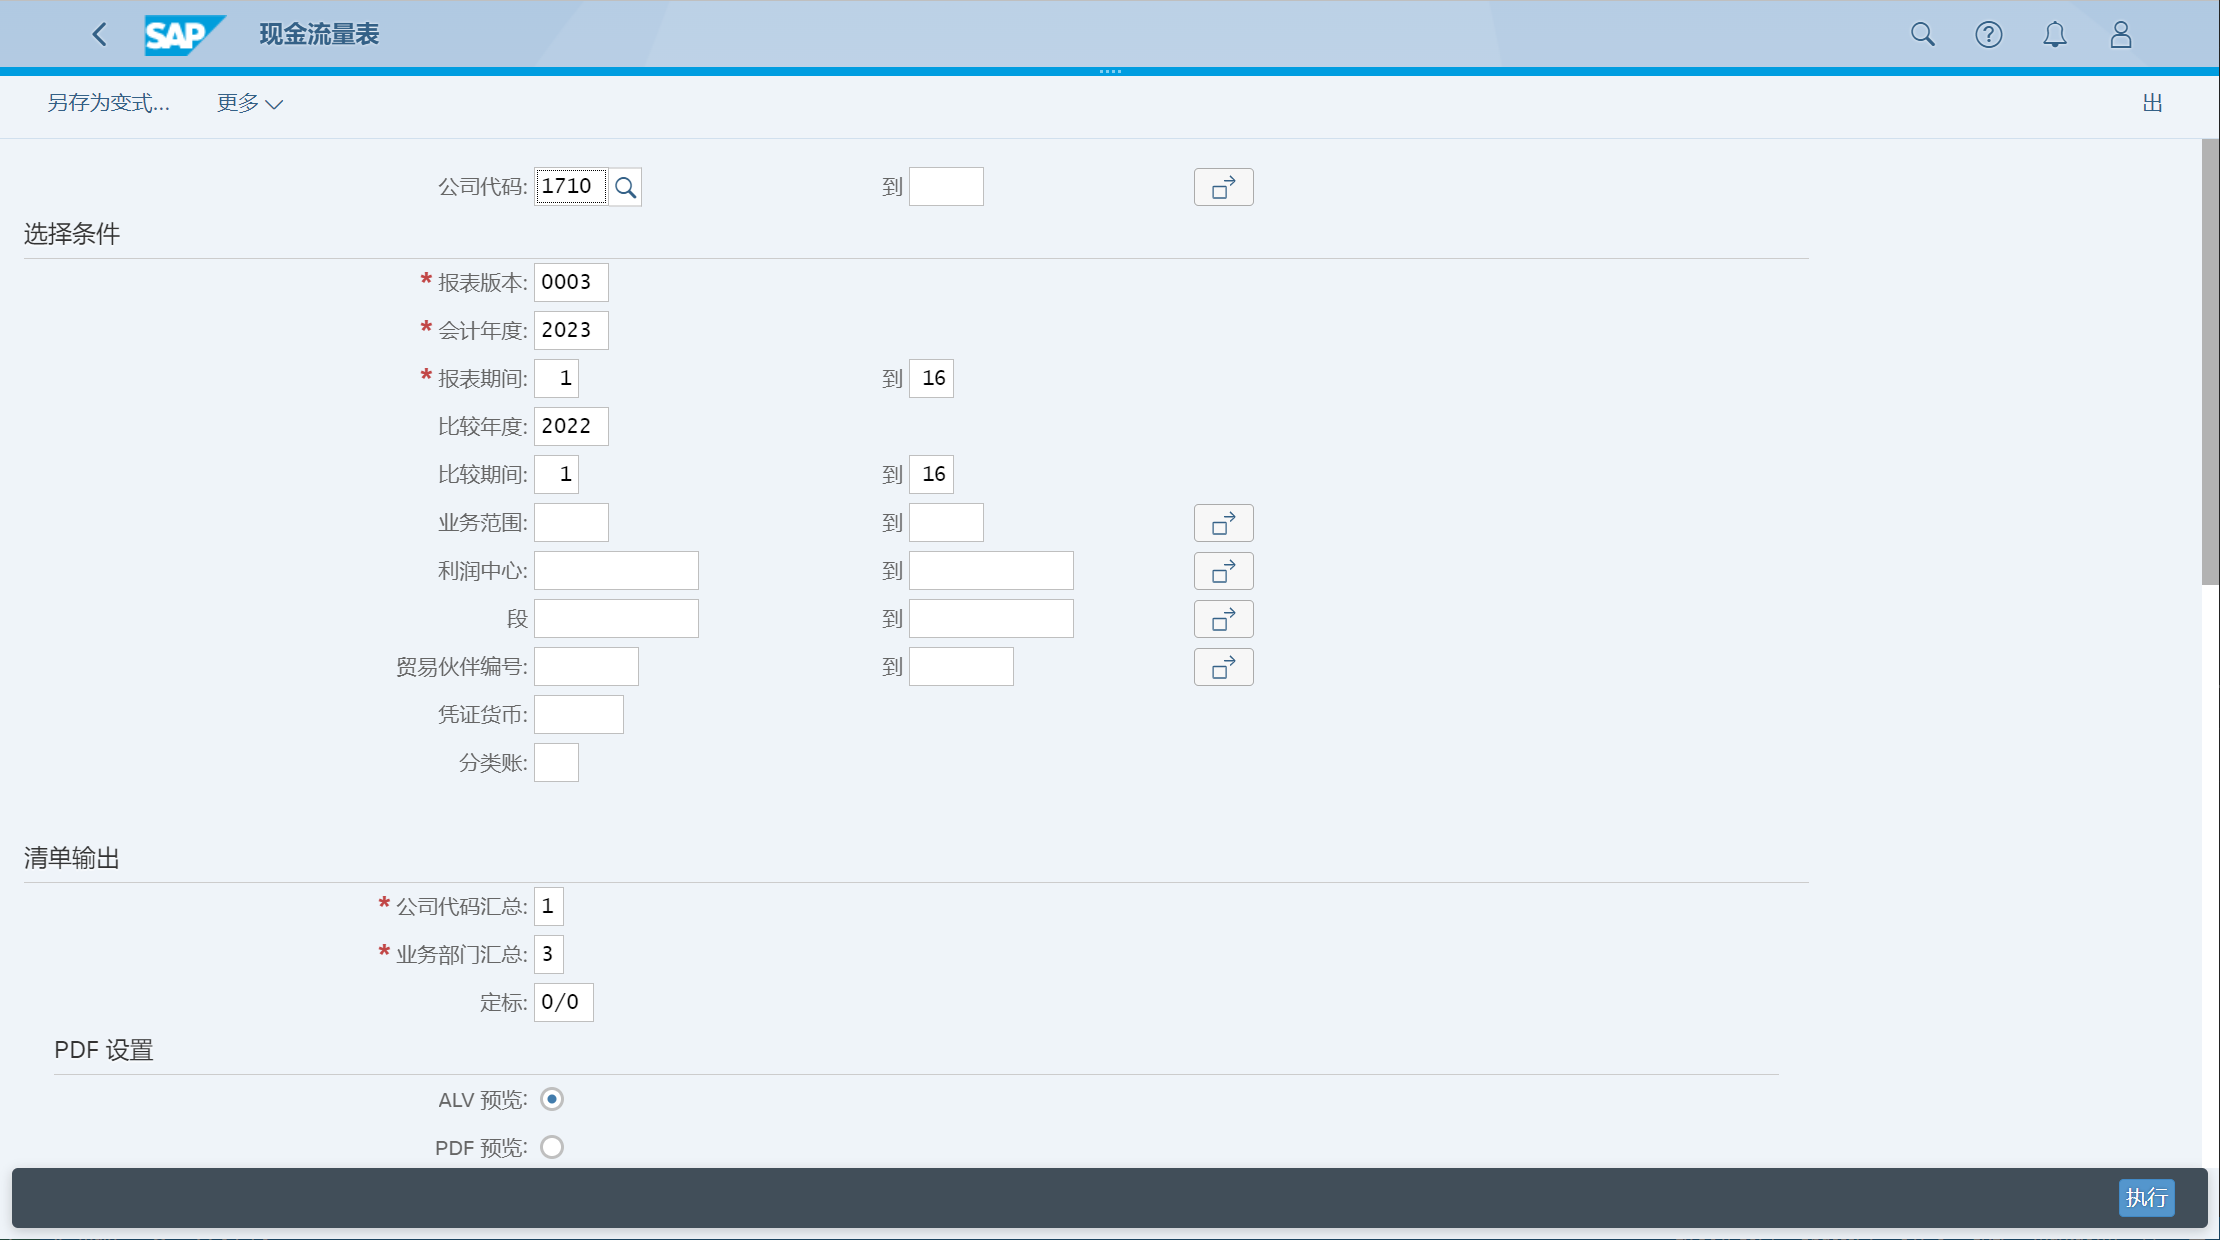 SAP 现金流量表
另存为变式... 更多 出
公司代码: 1710 到
选择条件
* 报表版本: 0003
* 会计年度: 2023
* 报表期间: 1 到 16
比较年度: 2022
比较期间: 1 到 16
业务范围: 到
利润中心: 到
段 到
贸易伙伴编号: 到
凭证货币:
分类账:
清单输出
* 公司代码汇总: 1
* 业务部门汇总: 3
定标: 0/0
PDF 设置
ALV 预览:
PDF 预览:
执行